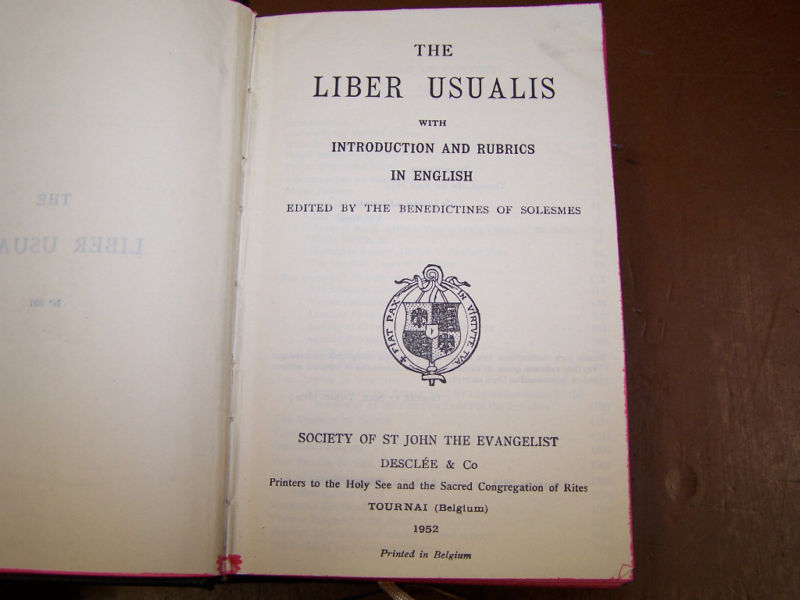 THE
LIBER USUALIS
WITH
INTRODUCTION AND RUBRICS
IN ENGLISH
EDITED BY THE BENEDICTINES OF SOLESMES
FIAT PAX IN VIRTVTE TVA
SOCIETY OF ST JOHN THE EVANGELIST
DESCLÉE & Co
Printers to the Holy See and the Sacred Congregation of Rites
TOURNAI (Belgium)
1952
Printed in Belgium